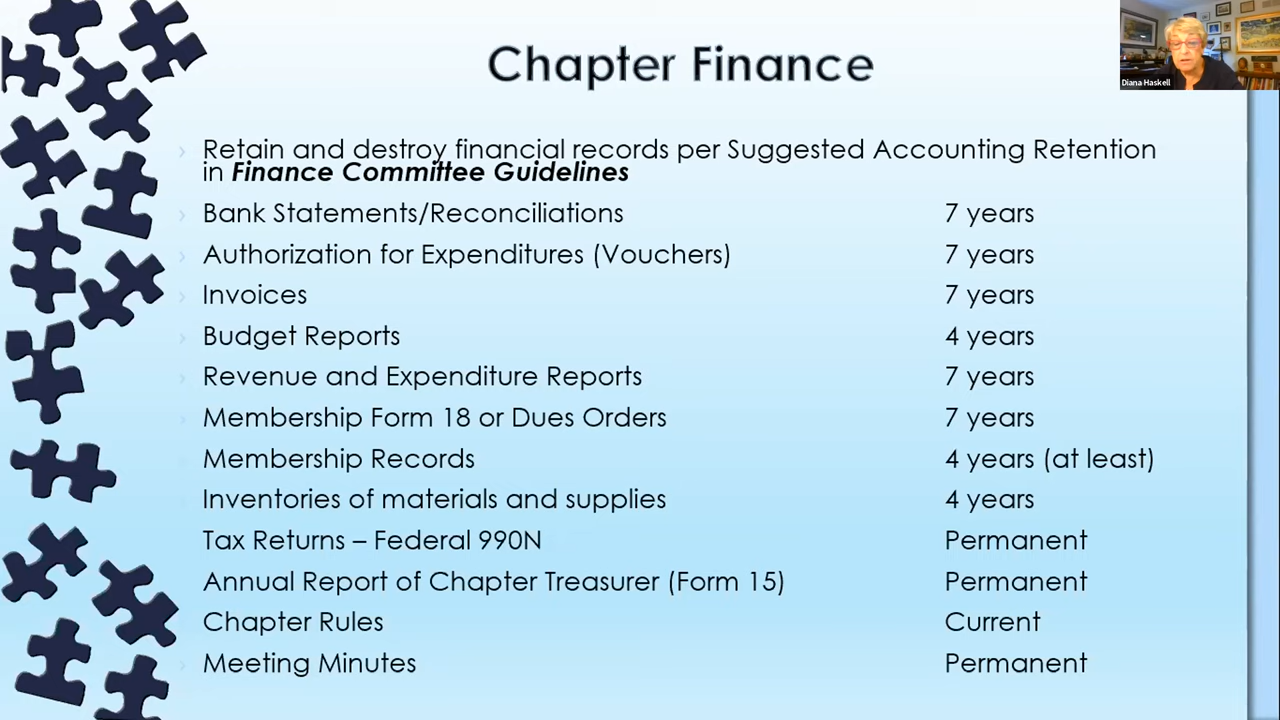 Chapter Finance
Diana Haskell
Retain and destroy financial records per Suggested Accounting Retention
in Finance Committee Guidelines
Bank Statements/Reconciliations 7 years
Authorization for Expenditures (Vouchers) 7 years
Invoices 7 years
Budget Reports 4 years
Revenue and Expenditure Reports 7 years
Membership Form 18 or Dues Orders 7 years
Membership Records 4 years (at least)
Inventories of materials and supplies 4 years
Tax Returns – Federal 990N Permanent
Annual Report of Chapter Treasurer (Form 15) Permanent
Chapter Rules Current
Meeting Minutes Permanent